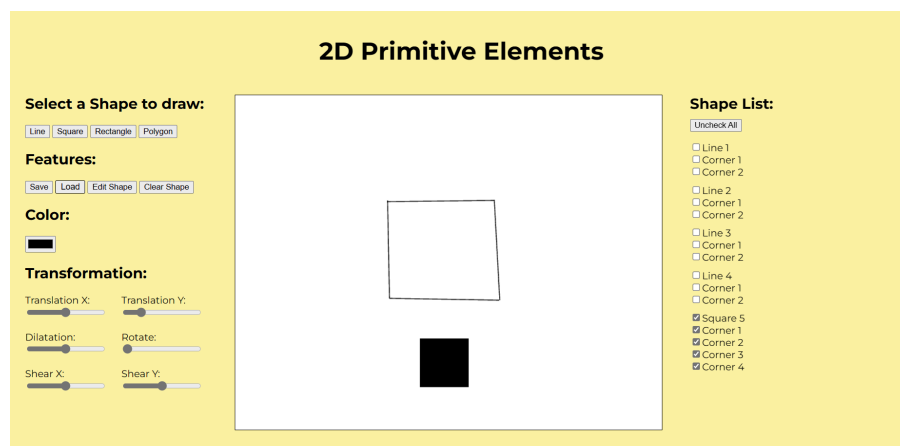 2D Primitive Elements
Select a Shape to draw:
Line Square Rectangle Polygon
Features:
Save Load Edit Shape Clear Shape
Color:
Transformation:
Translation X: Translation Y:
Dilatation: Rotate:
Shear X: Shear Y:
Shape List:
Uncheck All
Line 1
Corner 1
Corner 2
Line 2
Corner 1
Corner 2
Line 3
Corner 1
Corner 2
Line 4
Corner 1
Corner 2
Square 5
Corner 1
Corner 2
Corner 3
Corner 4